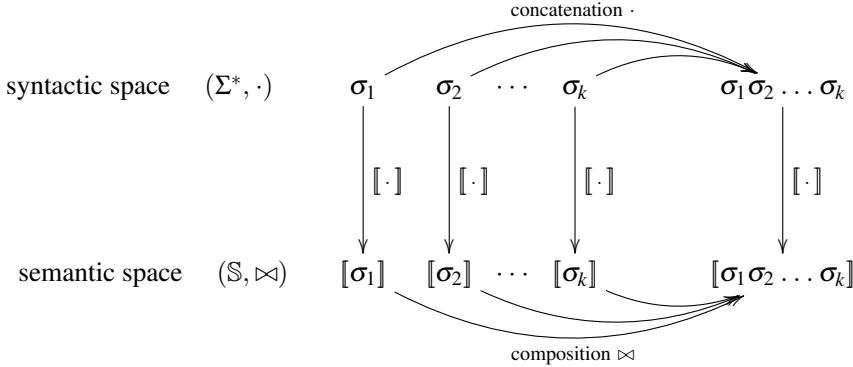 concatenation ·
syntactic space (Σ*, ·) σ₁ σ₂ ⋯ σₖ σ₁σ₂ … σₖ
⟦ · ⟧ ⟦ · ⟧ ⟦ · ⟧ ⟦ · ⟧
semantic space (𝕊, ⋈) ⟦σ₁⟧ ⟦σ₂⟧ ⋯ ⟦σₖ⟧ ⟦σ₁σ₂ … σₖ⟧
composition ⋈